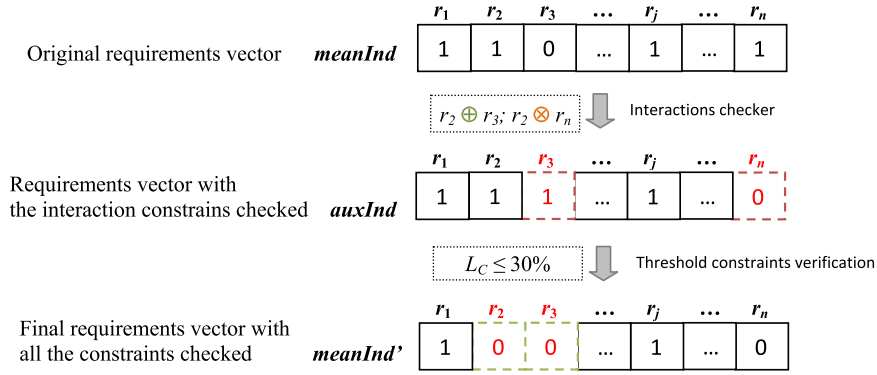 r1 r2 r3 ... rj ... rn
Original requirements vector meanInd 1 1 0 ... 1 ... 1
r2 ⊕ r3; r2 ⊗ rn Interactions checker
r1 r2 r3 ... rj ... rn
Requirements vector with
the interaction constrains checked auxInd 1 1 1 ... 1 ... 0
LC ≤ 30% Threshold constraints verification
r1 r2 r3 ... rj ... rn
Final requirements vector with
all the constraints checked meanInd’ 1 0 0 ... 1 ... 0